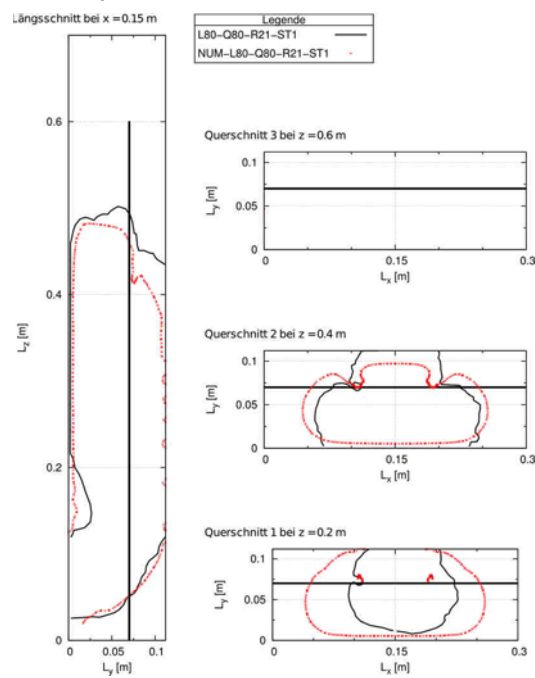 Längsschnitt bei x = 0.15 m
Legende
L80-Q80-R21-ST1
NUM-L80-Q80-R21-ST1
0.6
0.4
0.2
0
0 0.05 0.1
L_z [m]
L_y [m]
Querschnitt 3 bei z = 0.6 m
0.1
0.05
0
0 0.15 0.3
L_y [m]
L_x [m]
Querschnitt 2 bei z = 0.4 m
0.1
0.05
0
0 0.15 0.3
L_y [m]
L_x [m]
Querschnitt 1 bei z = 0.2 m
0.1
0.05
0
0 0.15 0.3
L_y [m]
L_x [m]